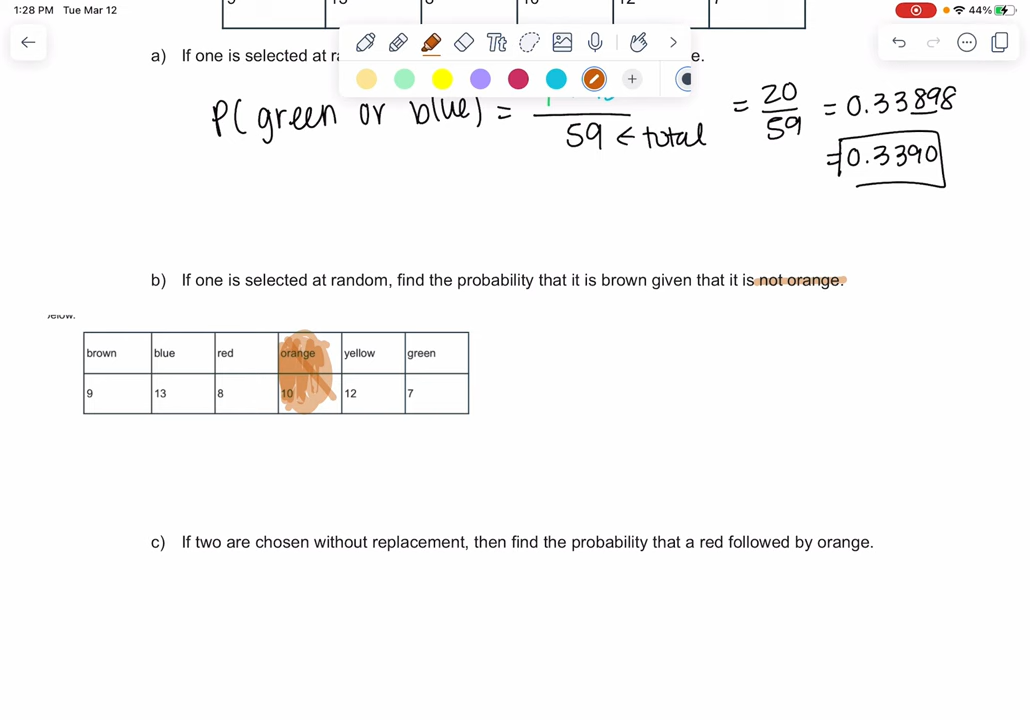 1:28 PM Tue Mar 12
44%
a) If one is selected at
e.
Tt
P(green or blue) = 59 ← total = 20/59 = 0.33898
= 0.3390
b) If one is selected at random, find the probability that it is brown given that it is not orange.
yellow.
brown blue red orange yellow green
9 13 8 10 12 7
c) If two are chosen without replacement, then find the probability that a red followed by orange.